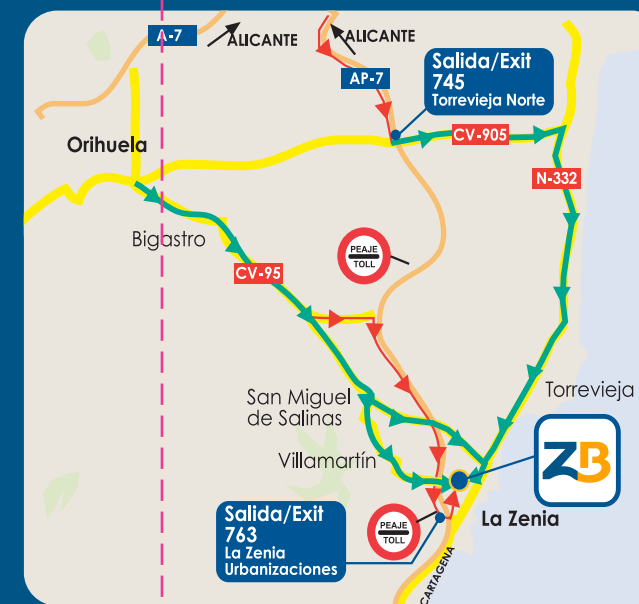 A-7
ALICANTE
ALICANTE
AP-7
Salida/Exit
745
Torrevieja Norte
CV-905
Orihuela
N-332
Bigastro
PEAJE
TOLL
CV-95
San Miguel
de Salinas
Torrevieja
Villamartín
ZB
Salida/Exit
763
La Zenia
Urbanizaciones
PEAJE
TOLL
La Zenia
CARTAGENA